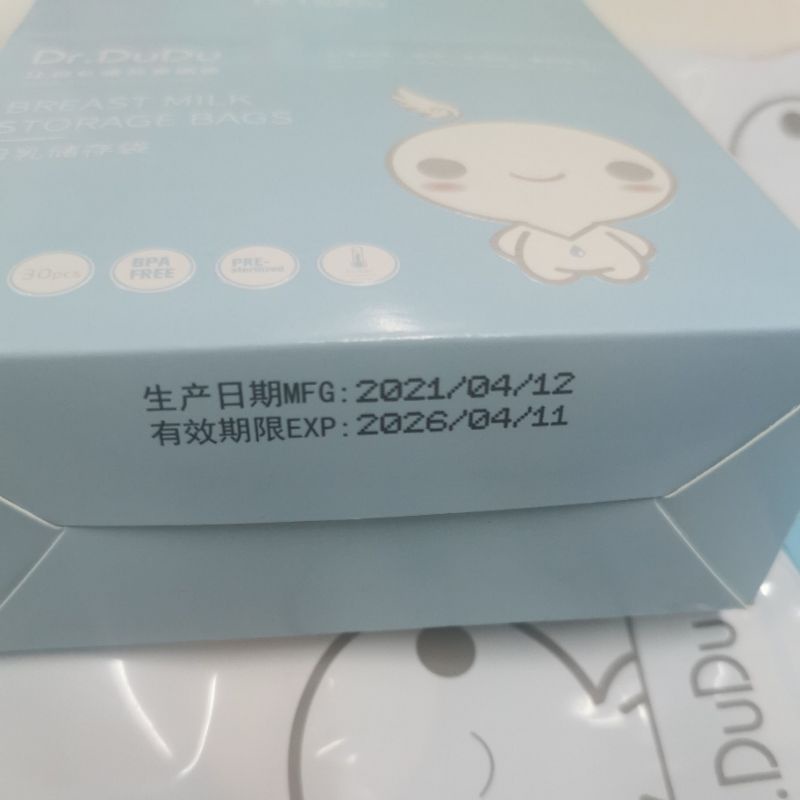 Dr.DuDu
BREAST MILK
STORAGE BAGS
母乳储存袋
30pcs
BPA
FREE
PRE-
sterilized
生产日期MFG:2021/04/12
有效期限EXP:2026/04/11
Dr.DuDu